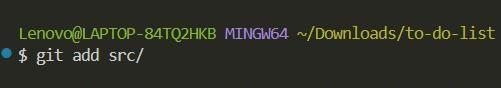 Lenovo@LAPTOP-84TQ2HKB MINGW64 ~/Downloads/to-do-list
$ git add src/